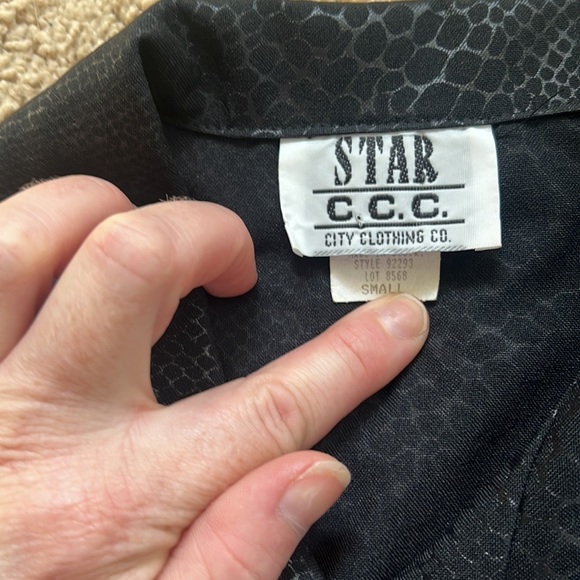 STAR
C.C.C.
CITY CLOTHING CO.
STYLE 92293
LOT 8568
SMALL